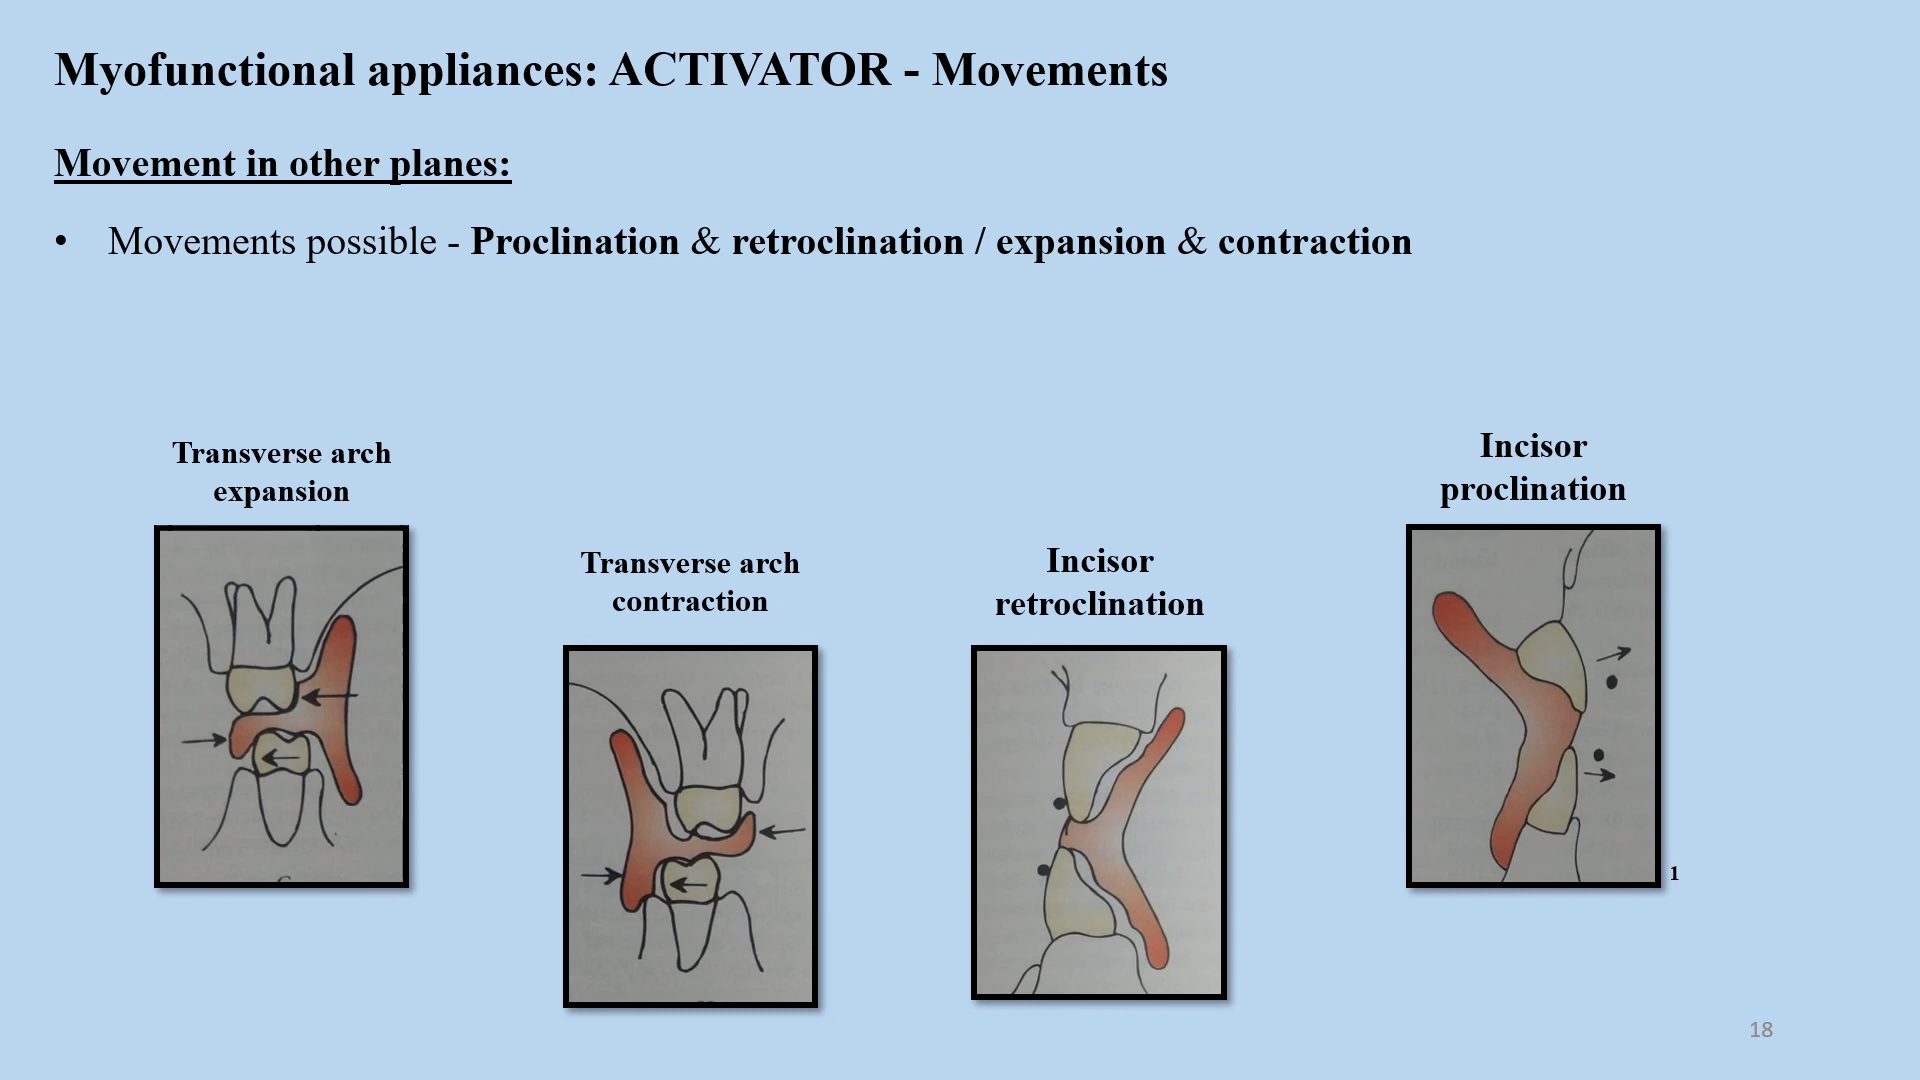 Myofunctional appliances: ACTIVATOR - Movements
Movement in other planes:
• Movements possible - Proclination & retroclination / expansion & contraction
Transverse arch
expansion
Transverse arch
contraction
Incisor
retroclination
Incisor
proclination
1
18